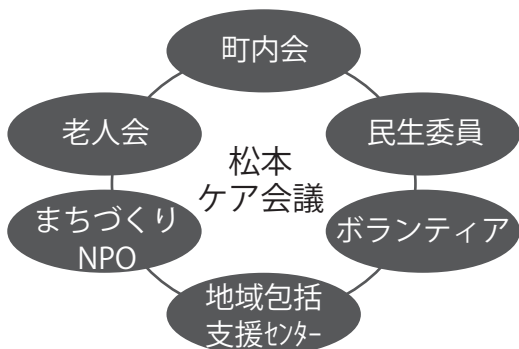 町内会
老人会
民生委員
松本
ケア会議
まちづくり
NPO
ボランティア
地域包括
支援ｾﾝﾀｰ